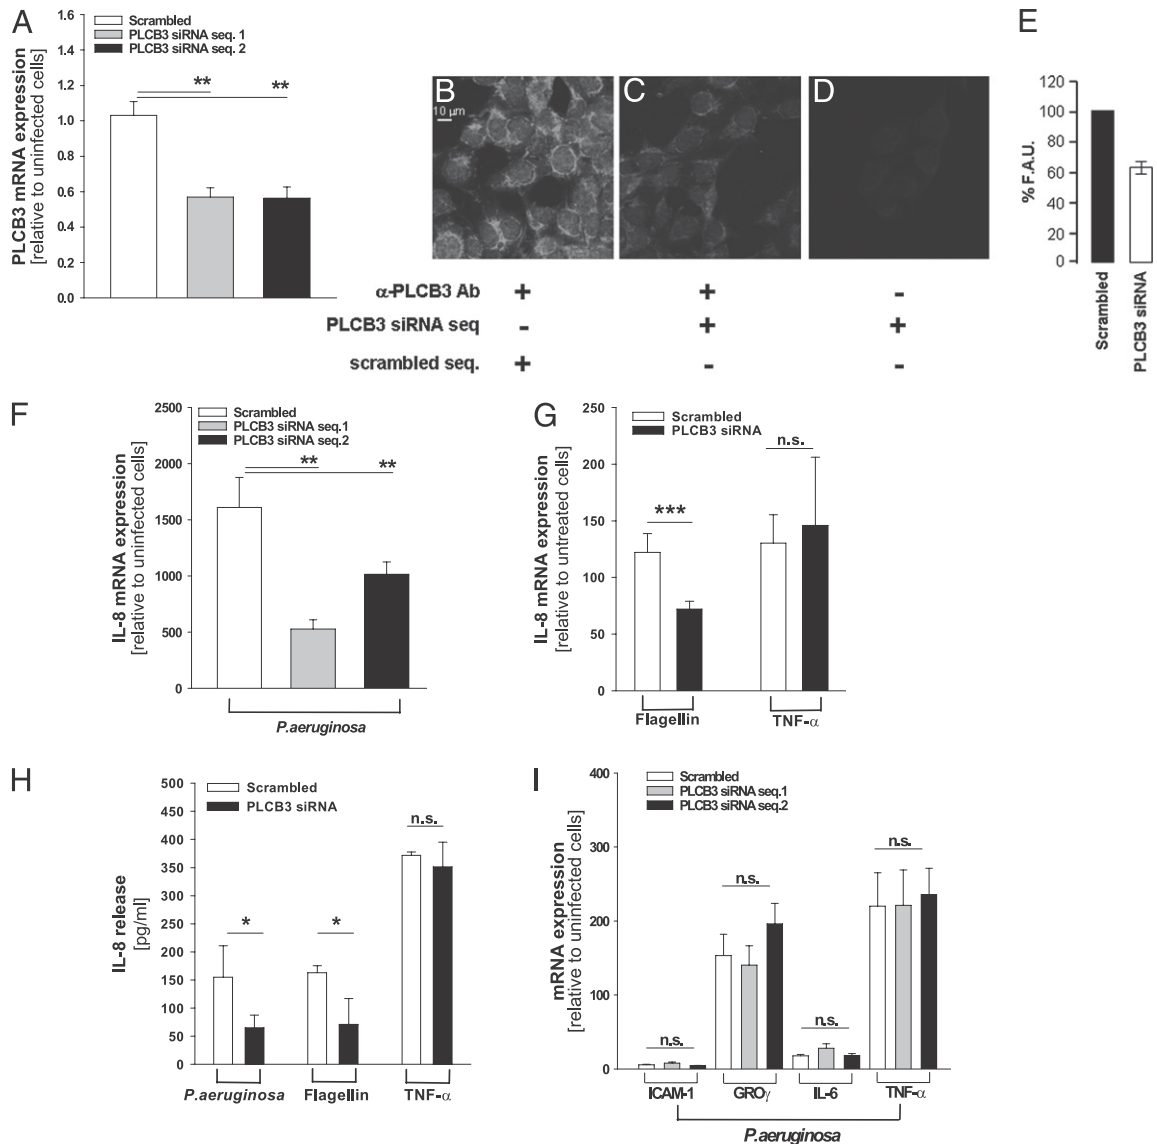 A
PLCB3 mRNA expression
[relative to uninfected cells]
1.6
1.4
1.2
1.0
0.8
0.6
0.4
0.2
0.0
Scrambled
PLCB3 siRNA seq. 1
PLCB3 siRNA seq. 2
**
**
B
10 µm
C
D
α-PLCB3 Ab + + -
PLCB3 siRNA seq - + +
scrambled seq. + - -
E
% F.A.U.
120
100
80
60
40
20
0
Scrambled
PLCB3 siRNA
F
IL-8 mRNA expression
[relative to uninfected cells]
2500
2000
1500
1000
500
0
Scrambled
PLCB3 siRNA seq.1
PLCB3 siRNA seq.2
**
**
P.aeruginosa
G
IL-8 mRNA expression
[relative to untreated cells]
250
200
150
100
50
0
Scrambled
PLCB3 siRNA
***
n.s.
Flagellin
TNF-α
H
IL-8 release
[pg/ml]
500
450
400
350
300
250
200
150
100
50
0
Scrambled
PLCB3 siRNA
*
*
n.s.
P.aeruginosa
Flagellin
TNF-α
I
mRNA expression
[relative to uninfected cells]
400
300
200
100
0
Scrambled
PLCB3 siRNA seq.1
PLCB3 siRNA seq.2
n.s.
n.s.
n.s.
n.s.
ICAM-1
GROγ
IL-6
TNF-α
P.aeruginosa